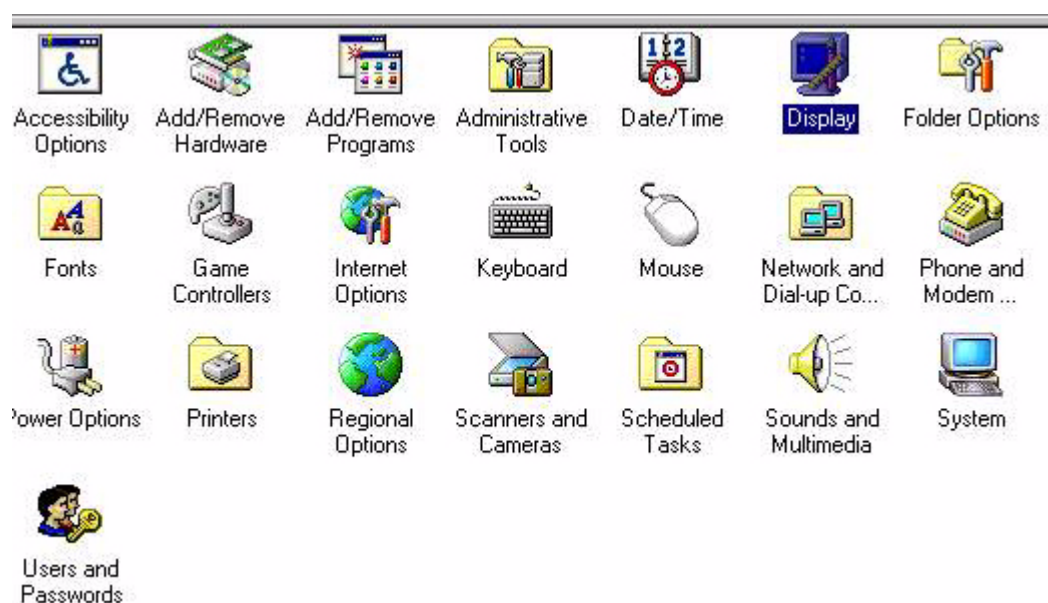 Accessibility Options
Add/Remove Hardware
Add/Remove Programs
Administrative Tools
Date/Time
Display
Folder Options
Fonts
Game Controllers
Internet Options
Keyboard
Mouse
Network and Dial-up Co...
Phone and Modem ...
Power Options
Printers
Regional Options
Scanners and Cameras
Scheduled Tasks
Sounds and Multimedia
System
Users and Passwords